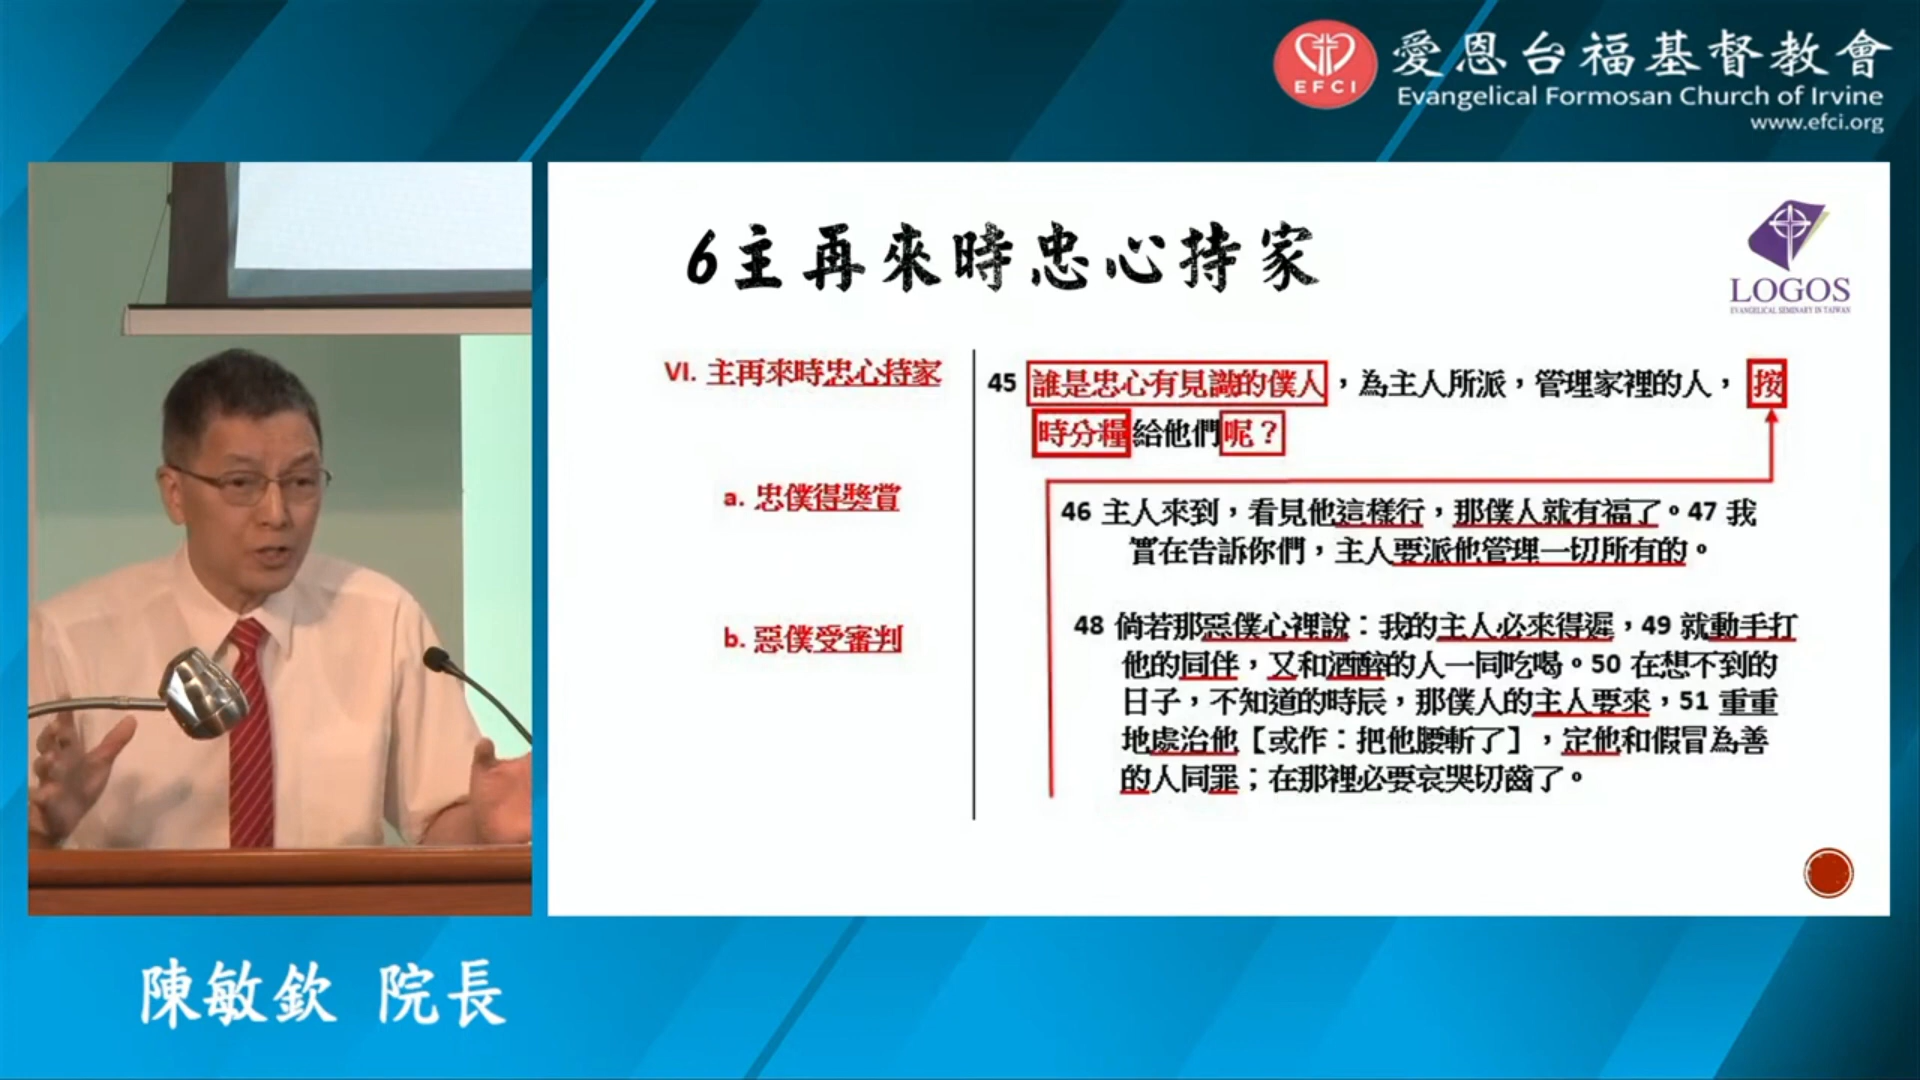 愛恩台福基督教會
EFCI
Evangelical Formosan Church of Irvine
www.efci.org
6主再來時忠心持家
LOGOS
EVANGELICAL SEMINARY IN TAIWAN
VI. 主再來時忠心持家
a. 忠僕得獎賞
b. 惡僕受審判
45 誰是忠心有見識的僕人，為主人所派，管理家裡的人，按
時分糧給他們呢？
46 主人來到，看見他這樣行，那僕人就有福了。47 我
實在告訴你們，主人要派他管理一切所有的。
48 倘若那惡僕心裡說：我的主人必來得遲，49 就動手打
他的同伴，又和酒醉的人一同吃喝。50 在想不到的
日子，不知道的時辰，那僕人的主人要來，51 重重
地處治他［或作：把他腰斬了］，定他和假冒為善
的人同罪；在那裡必要哀哭切齒了。
陳敏欽 院長